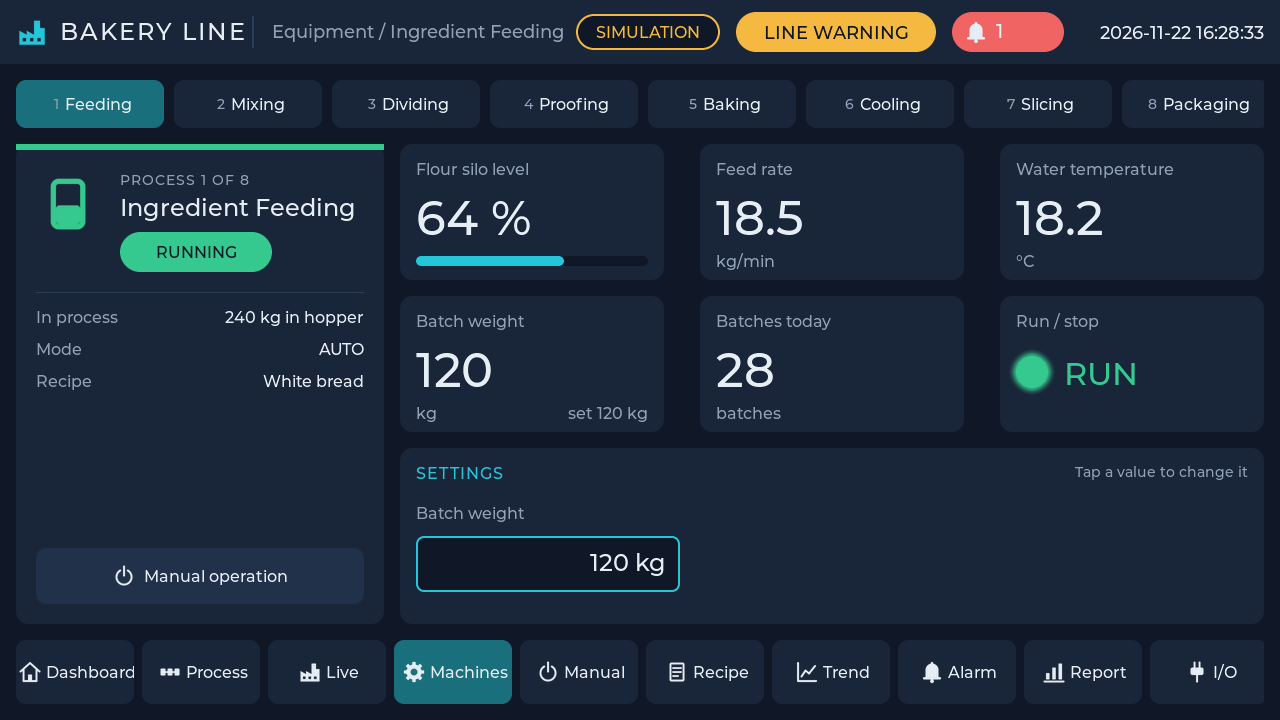 BAKERY LINE
Equipment / Ingredient Feeding
SIMULATION
LINE WARNING
1
2026-11-22 16:28:33
1 Feeding
2 Mixing
3 Dividing
4 Proofing
5 Baking
6 Cooling
7 Slicing
8 Packaging
PROCESS 1 OF 8
Ingredient Feeding
RUNNING
In process 240 kg in hopper
Mode AUTO
Recipe White bread
Manual operation
Flour silo level
64 %
Feed rate
18.5
kg/min
Water temperature
18.2
°C
Batch weight
120
kg set 120 kg
Batches today
28
batches
Run / stop
RUN
SETTINGS
Tap a value to change it
Batch weight
120 kg
Dashboard
Process
Live
Machines
Manual
Recipe
Trend
Alarm
Report
I/O